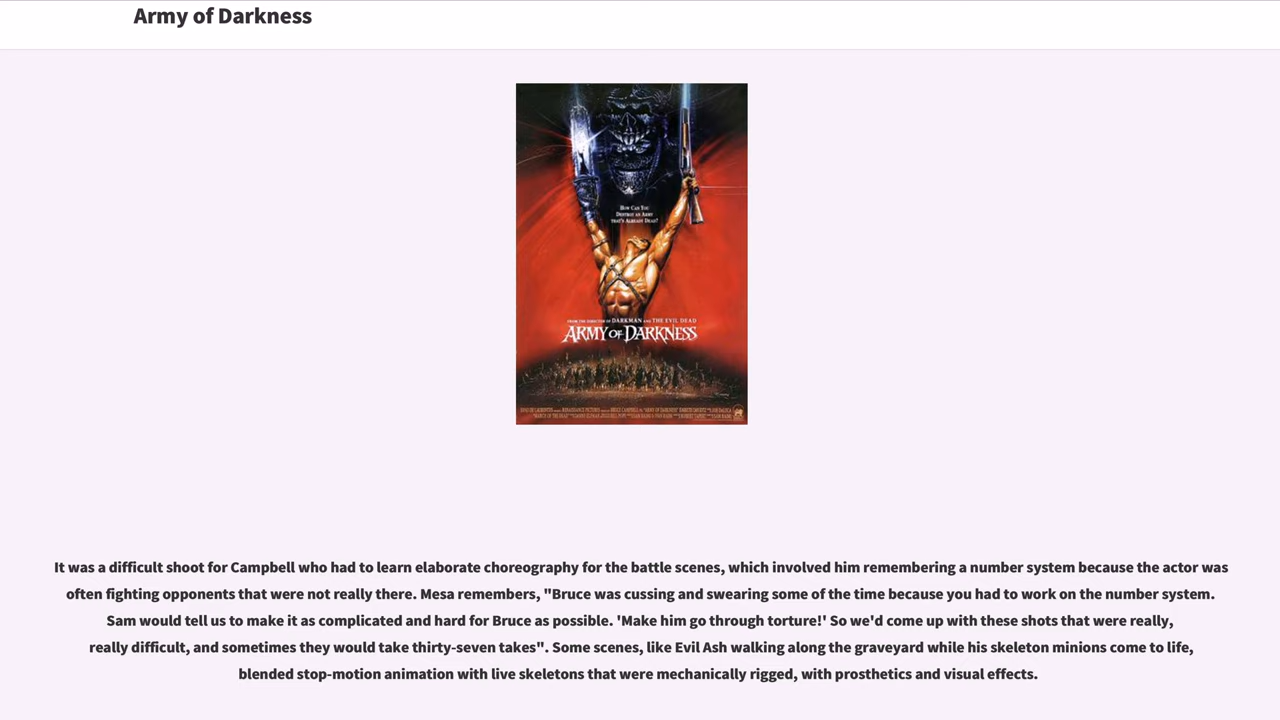 Army of Darkness
How Can You
Destroy an Army
that's Already Dead?
FROM THE DIRECTOR OF DARKMAN AND THE EVIL DEAD
ARMY OF DARKNESS
It was a difficult shoot for Campbell who had to learn elaborate choreography for the battle scenes, which involved him remembering a number system because the actor was
often fighting opponents that were not really there. Mesa remembers, "Bruce was cussing and swearing some of the time because you had to work on the number system.
Sam would tell us to make it as complicated and hard for Bruce as possible. 'Make him go through torture!' So we'd come up with these shots that were really,
really difficult, and sometimes they would take thirty-seven takes". Some scenes, like Evil Ash walking along the graveyard while his skeleton minions come to life,
blended stop-motion animation with live skeletons that were mechanically rigged, with prosthetics and visual effects.